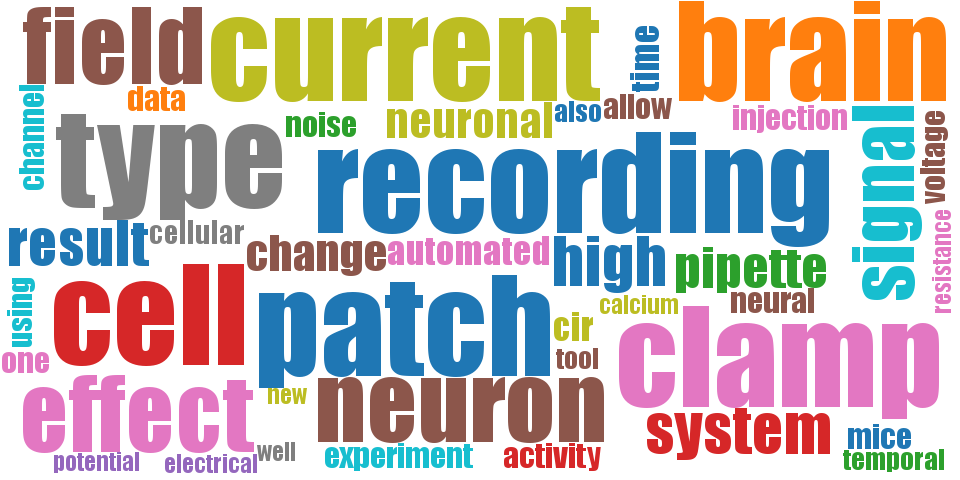 field
current
brain
time
channel
data
noise
neuronal
also
allow
injection
signal
voltage
type
recording
result
cellular
change
automated
high
pipette
resistance
using
cell
patch
calcium
neural
cir
clamp
one
tool
effect
new
neuron
system
mice
potential
electrical
well
experiment
activity
temporal